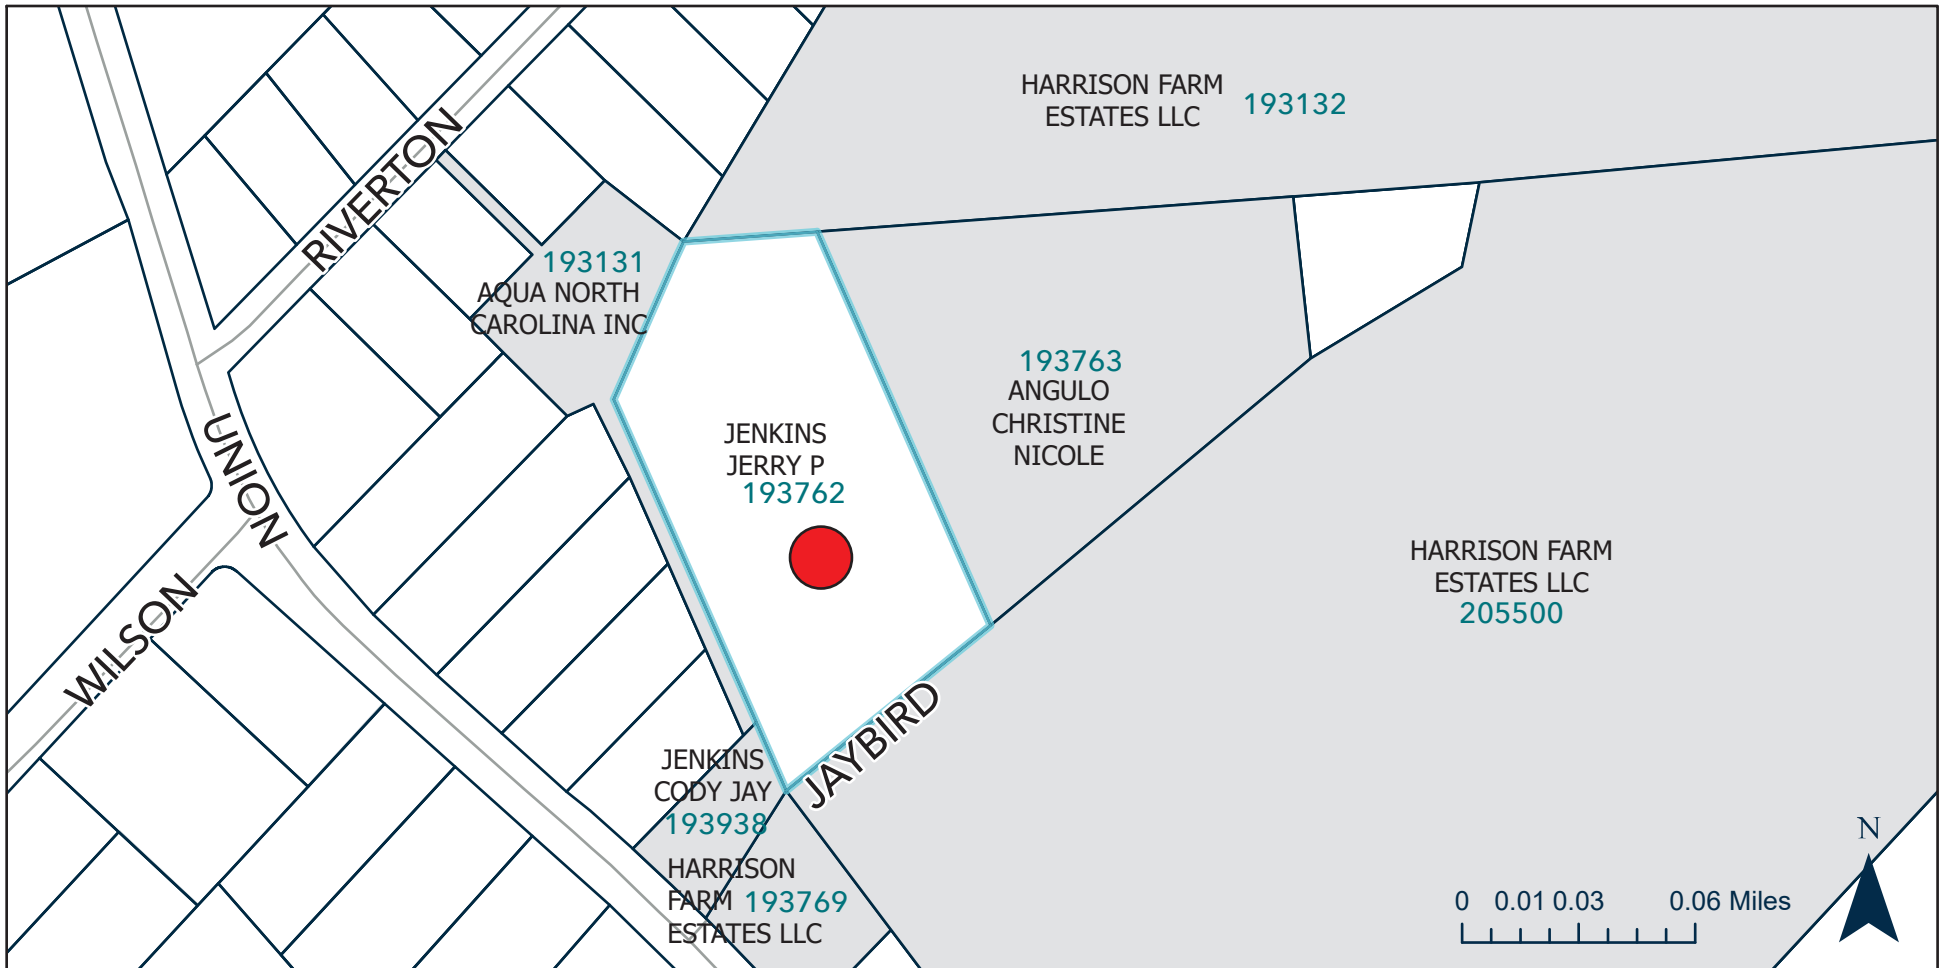 HARRISON FARM
ESTATES LLC
193132
RIVERTON
193131
AQUA NORTH
CAROLINA INC
193763
ANGULO
CHRISTINE
NICOLE
JENKINS
JERRY P
193762
UNION
WILSON
HARRISON FARM
ESTATES LLC
205500
JAYBIRD
JENKINS
CODY JAY
193938
HARRISON
FARM
ESTATES LLC
193769
N
0 0.01 0.03 0.06 Miles